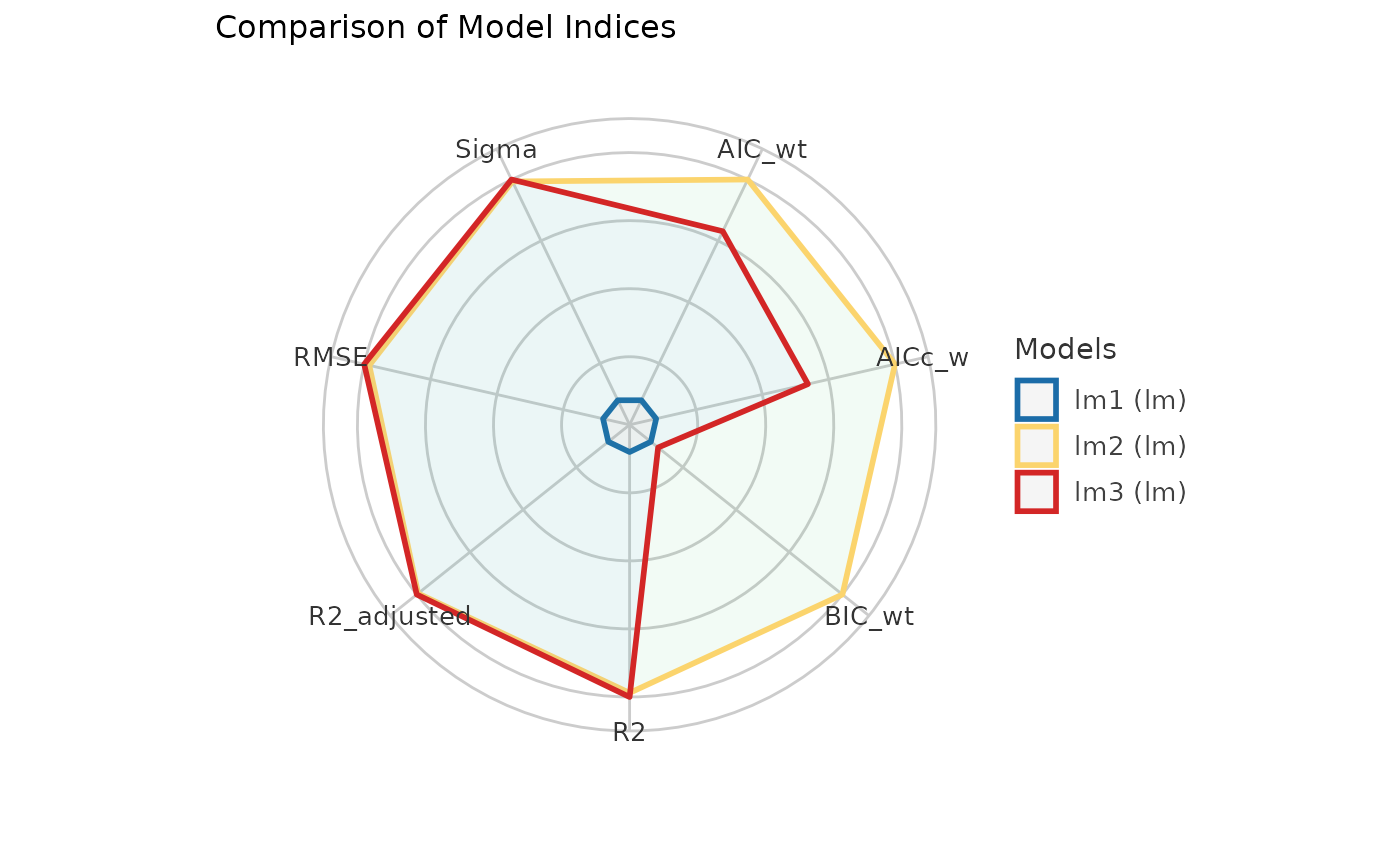 Comparison of Model Indices
Sigma
AIC_wt
RMSE
AICc_w
R2_adjusted
BIC_wt
R2
Models
lm1 (lm)
lm2 (lm)
lm3 (lm)